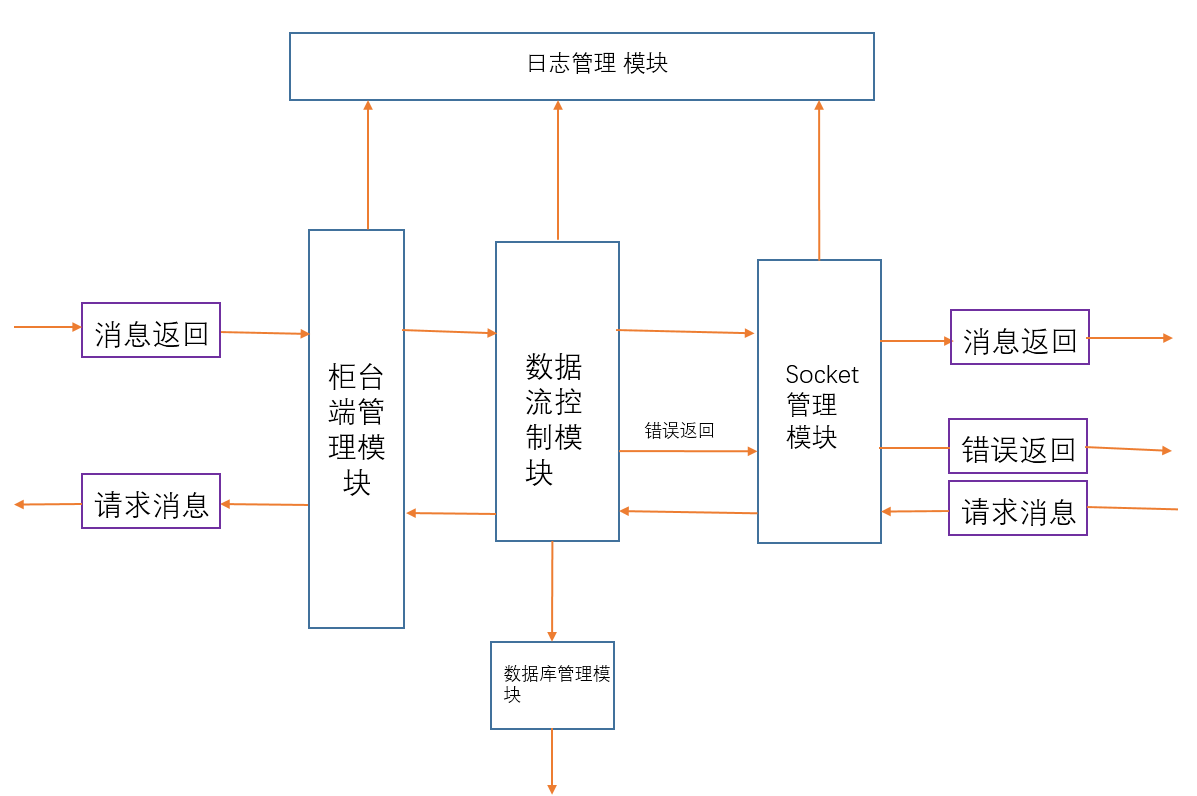 日志管理 模块
消息返回
请求消息
柜台
端管
理模
块
数据
流控
制模
块
错误返回
Socket
管理
模块
消息返回
错误返回
请求消息
数据库管理模
块